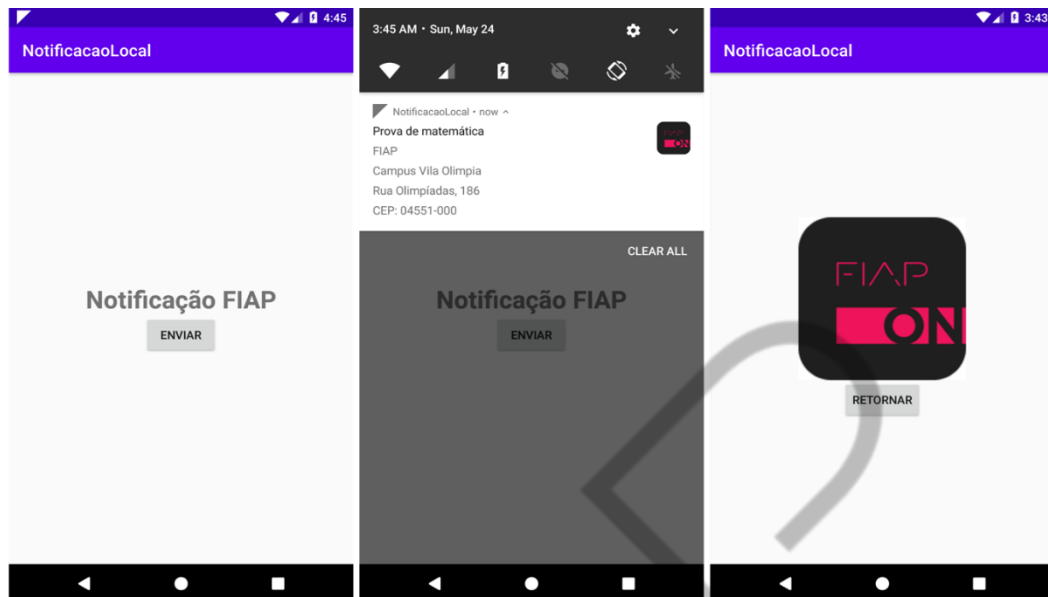 4:45
NotificacaoLocal
Notificação FIAP
ENVIAR
3:45 AM • Sun, May 24
NotificacaoLocal • now
Prova de matemática
FIAP
Campus Vila Olimpia
Rua Olimpíadas, 186
CEP: 04551-000
FIAP
ON
CLEAR ALL
Notificação FIAP
ENVIAR
3:43
NotificacaoLocal
FIAP
ON
RETORNAR